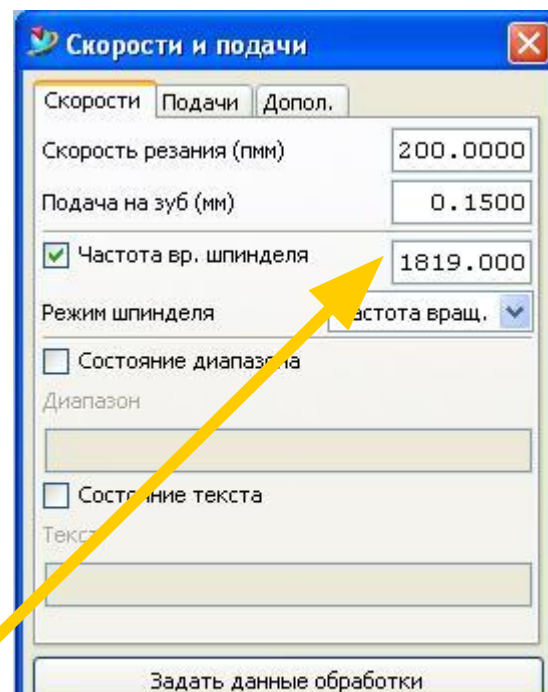 Скорости и подачи
Скорости Подачи Допол.
Скорость резания (пмм) 200.0000
Подача на зуб (мм) 0.1500
Частота вр. шпинделя 1819.000
Режим шпинделя астота вращ.
Состояние диапазона
Диапазон
Состояние текста
Текст
Задать данные обработки